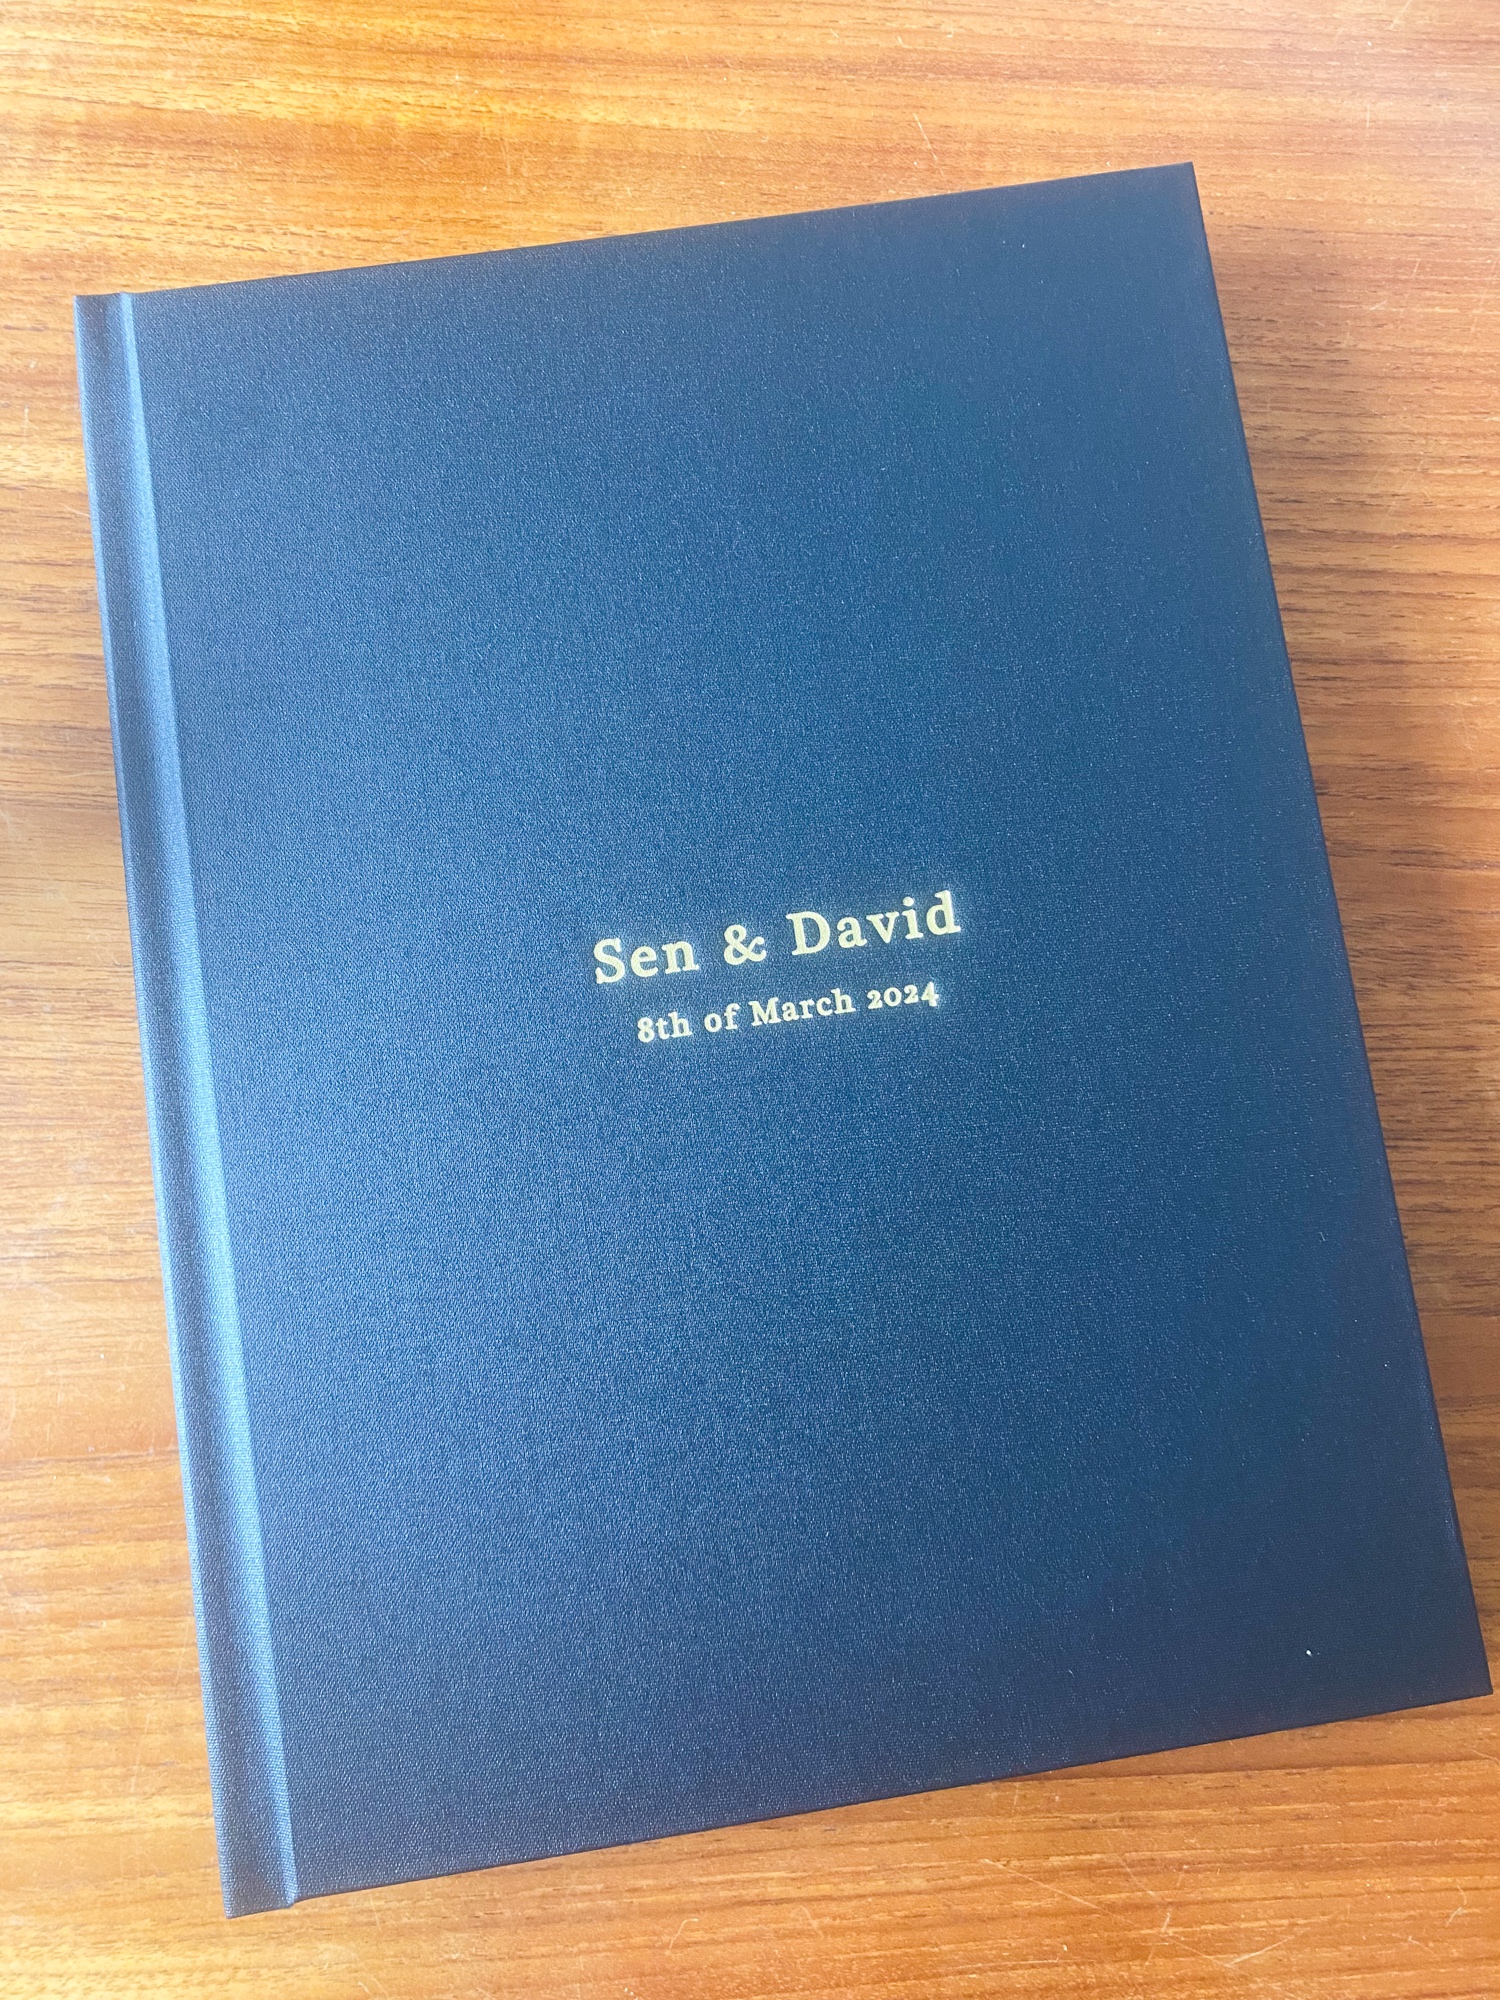 Sen & David
8th of March 2024